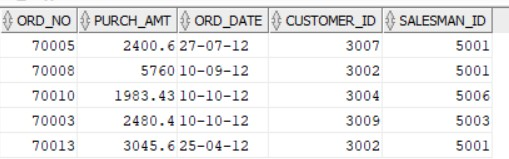 ORD_NO PURCH_AMT ORD_DATE CUSTOMER_ID SALESMAN_ID
70005 2400.6 27-07-12 3007 5001
70008 5760 10-09-12 3002 5001
70010 1983.43 10-10-12 3004 5006
70003 2480.4 10-10-12 3009 5003
70013 3045.6 25-04-12 3002 5001